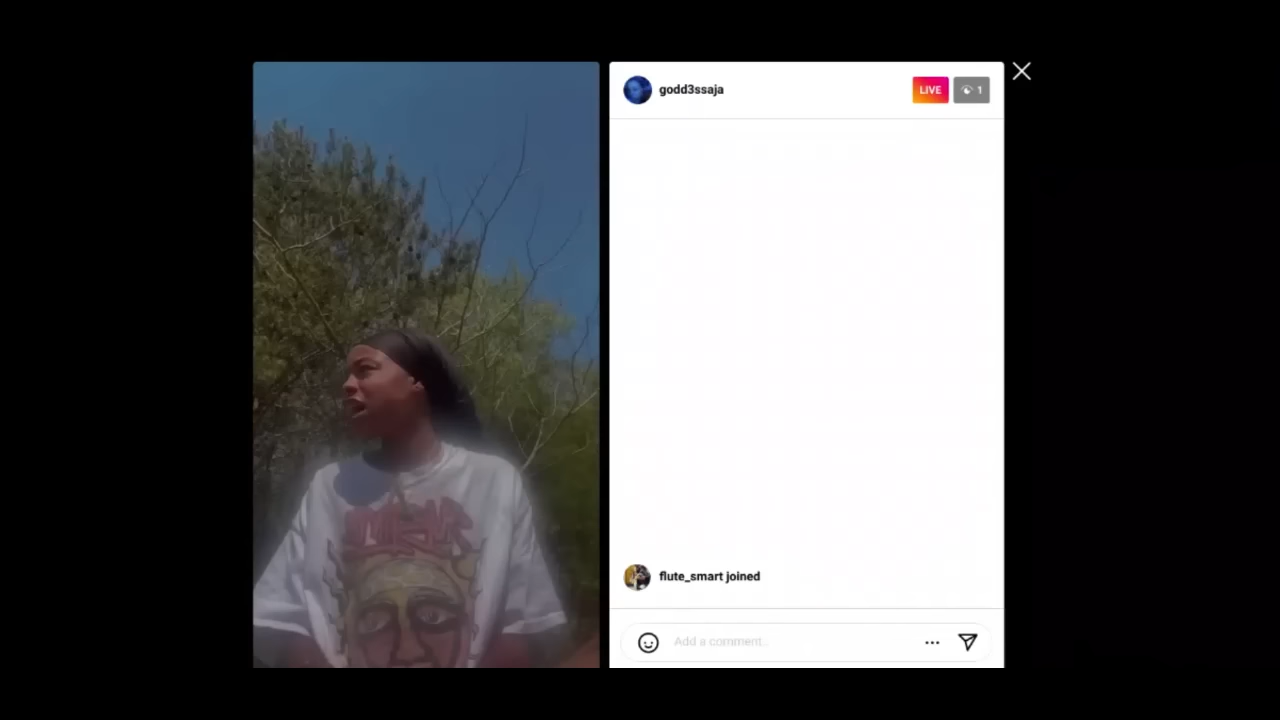 godd3ssaja
LIVE
1
flute_smart joined
Add a comment...